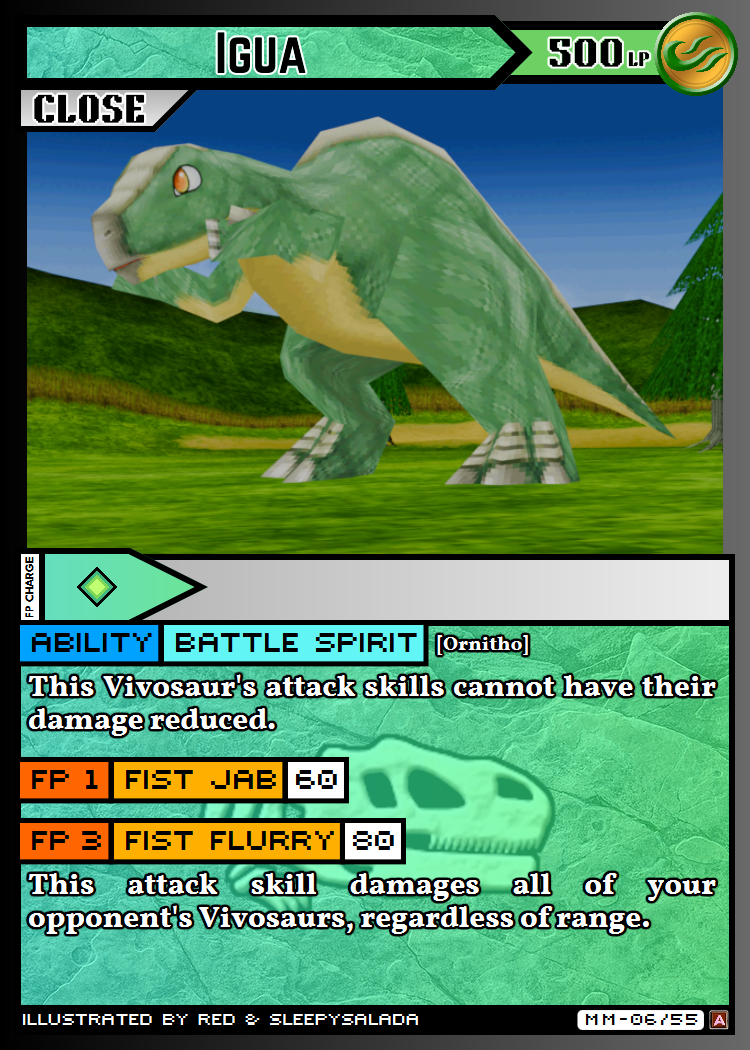 IGUA
500 LP
CLOSE
FP CHARGE
ABILITY BATTLE SPIRIT [Ornitho]
This Vivosaur's attack skills cannot have their
damage reduced.
FP 1 FIST JAB 60
FP 3 FIST FLURRY 80
This attack skill damages all of your
opponent's Vivosaurs, regardless of range.
ILLUSTRATED BY RED & SLEEPYSALADA
MM-06/55 A